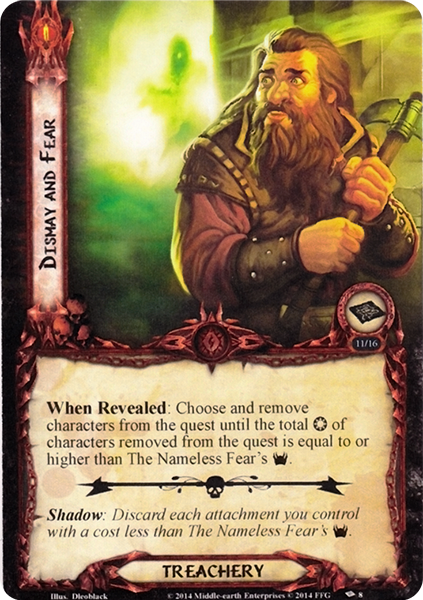 DISMAY AND FEAR
11/16
When Revealed: Choose and remove
characters from the quest until the total of
characters removed from the quest is equal to or
higher than The Nameless Fear's .
Shadow: Discard each attachment you control
with a cost less than The Nameless Fear's .
TREACHERY
Illus. Dleoblack © 2014 Middle-earth Enterprises © 2014 FFG 8